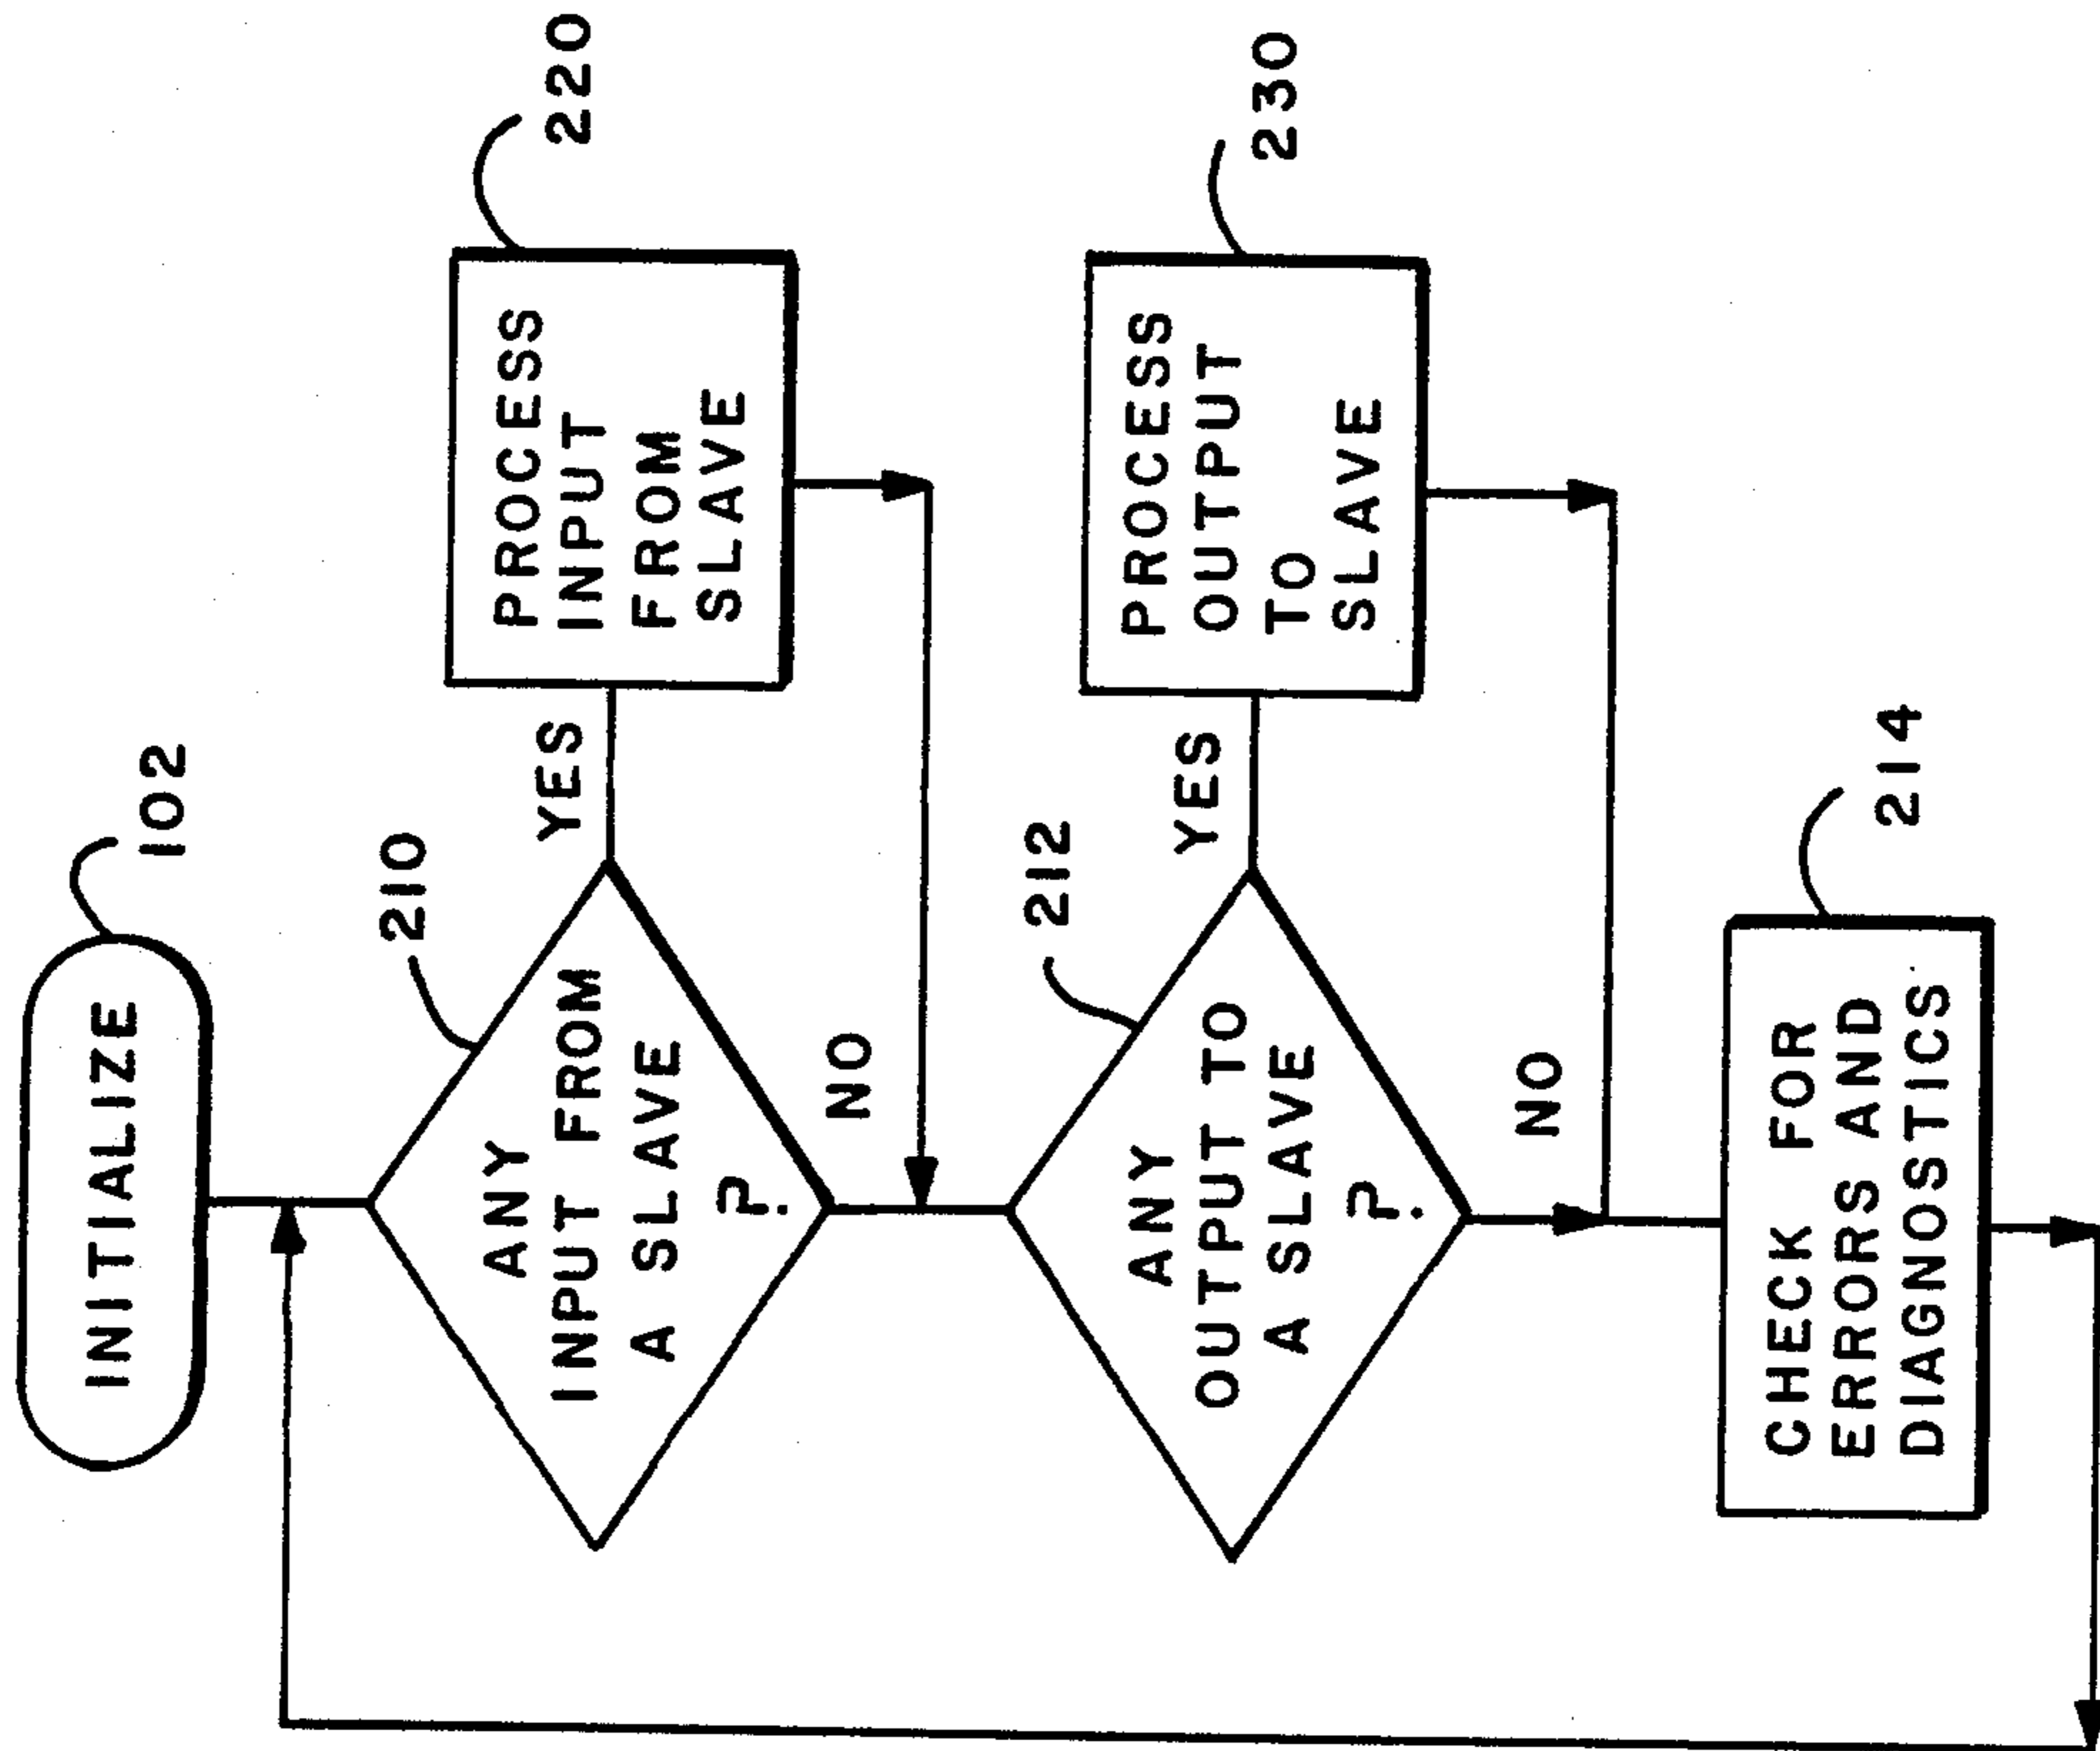 INITIALIZE
102
210
ANY
INPUT FROM
A SLAVE
?
YES
NO
PROCESS
INPUT
FROM
SLAVE
220
212
ANY
OUTPUT TO
A SLAVE
?
YES
NO
PROCESS
OUTPUT
TO
SLAVE
230
CHECK FOR
ERRORS AND
DIAGNOSTICS
214